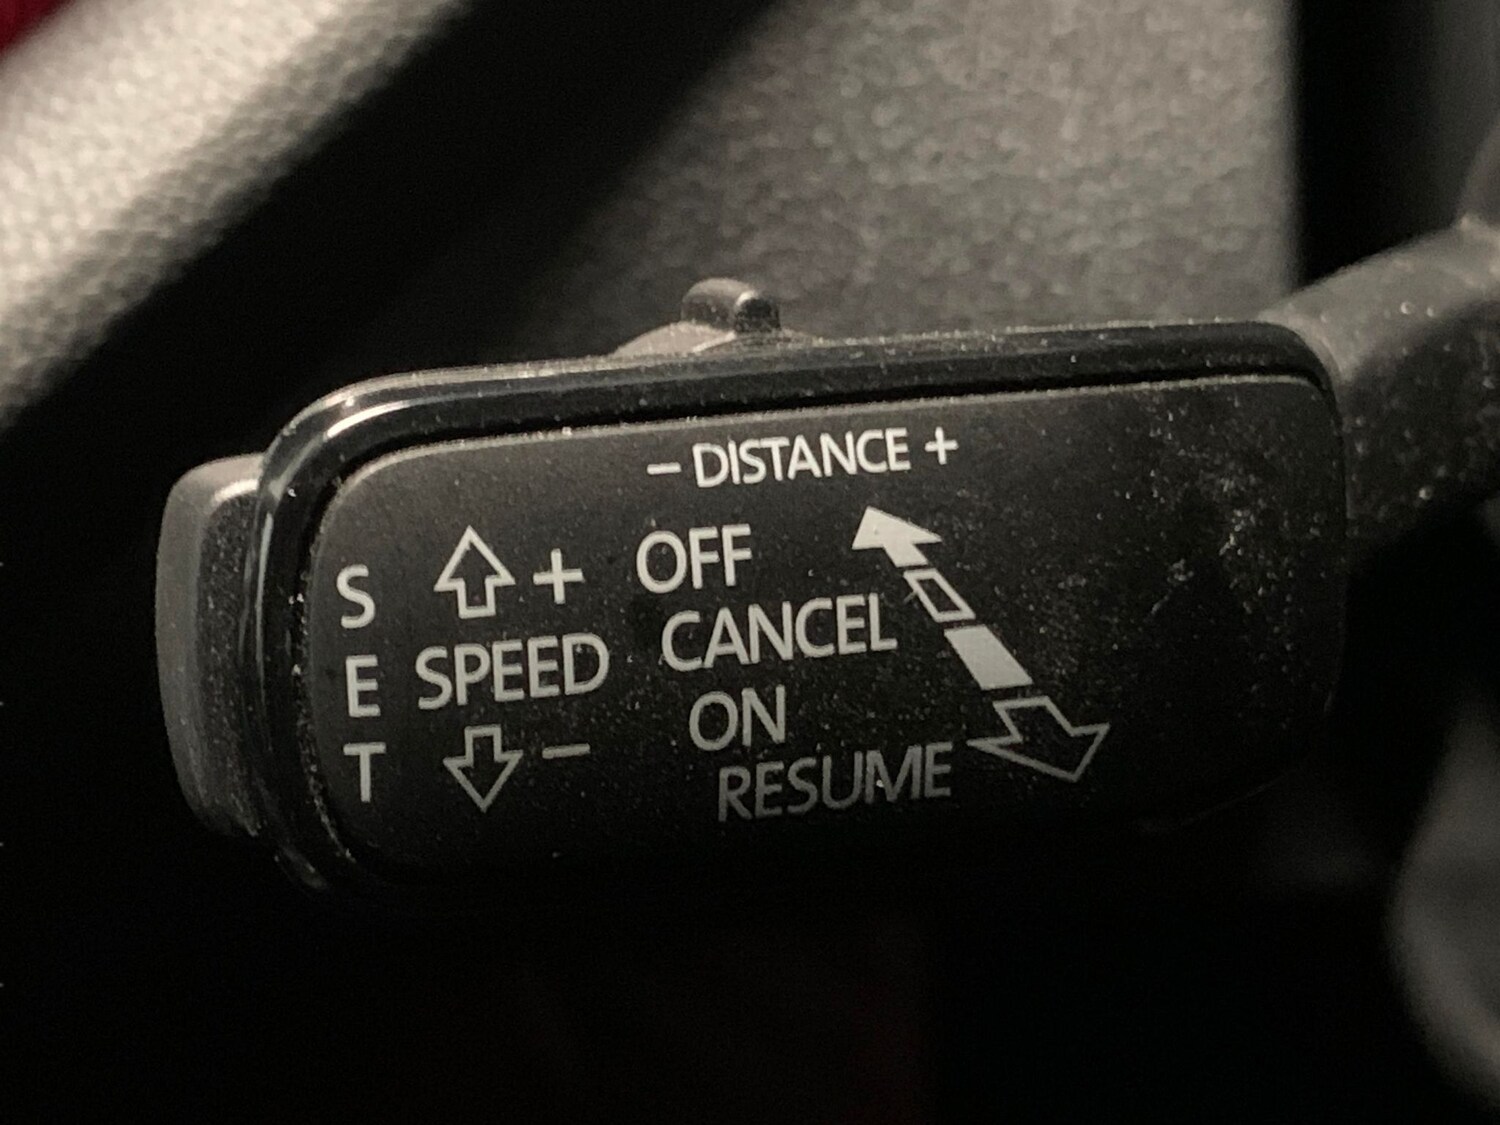 – DISTANCE +
S E T
+
SPEED
–
OFF
CANCEL
ON
RESUME